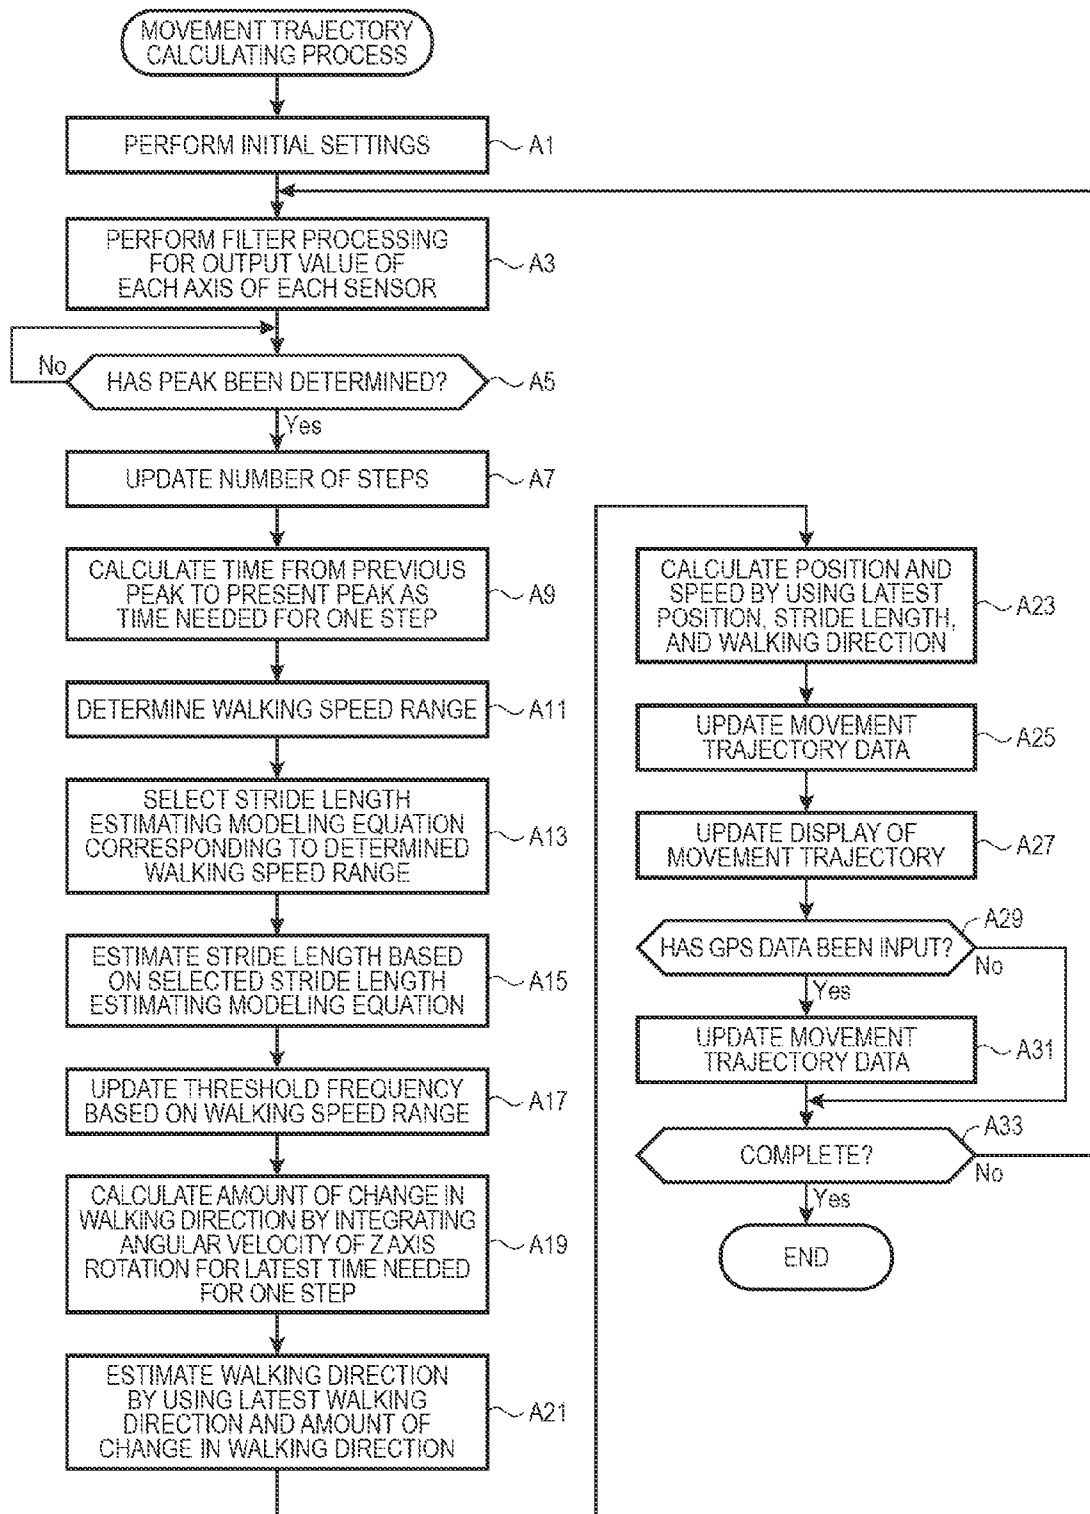 MOVEMENT TRAJECTORY
CALCULATING PROCESS
PERFORM INITIAL SETTINGS
A1
PERFORM FILTER PROCESSING
FOR OUTPUT VALUE OF
EACH AXIS OF EACH SENSOR
A3
No
HAS PEAK BEEN DETERMINED?
A5
Yes
UPDATE NUMBER OF STEPS
A7
CALCULATE TIME FROM PREVIOUS
PEAK TO PRESENT PEAK AS
TIME NEEDED FOR ONE STEP
A9
DETERMINE WALKING SPEED RANGE
A11
SELECT STRIDE LENGTH
ESTIMATING MODELING EQUATION
CORRESPONDING TO DETERMINED
WALKING SPEED RANGE
A13
ESTIMATE STRIDE LENGTH BASED
ON SELECTED STRIDE LENGTH
ESTIMATING MODELING EQUATION
A15
UPDATE THRESHOLD FREQUENCY
BASED ON WALKING SPEED RANGE
A17
CALCULATE AMOUNT OF CHANGE IN
WALKING DIRECTION BY INTEGRATING
ANGULAR VELOCITY OF Z AXIS
ROTATION FOR LATEST TIME NEEDED
FOR ONE STEP
A19
ESTIMATE WALKING DIRECTION
BY USING LATEST WALKING
DIRECTION AND AMOUNT OF
CHANGE IN WALKING DIRECTION
A21
CALCULATE POSITION AND
SPEED BY USING LATEST
POSITION, STRIDE LENGTH,
AND WALKING DIRECTION
A23
UPDATE MOVEMENT
TRAJECTORY DATA
A25
UPDATE DISPLAY OF
MOVEMENT TRAJECTORY
A27
HAS GPS DATA BEEN INPUT?
A29
No
Yes
UPDATE MOVEMENT
TRAJECTORY DATA
A31
COMPLETE?
A33
No
Yes
END